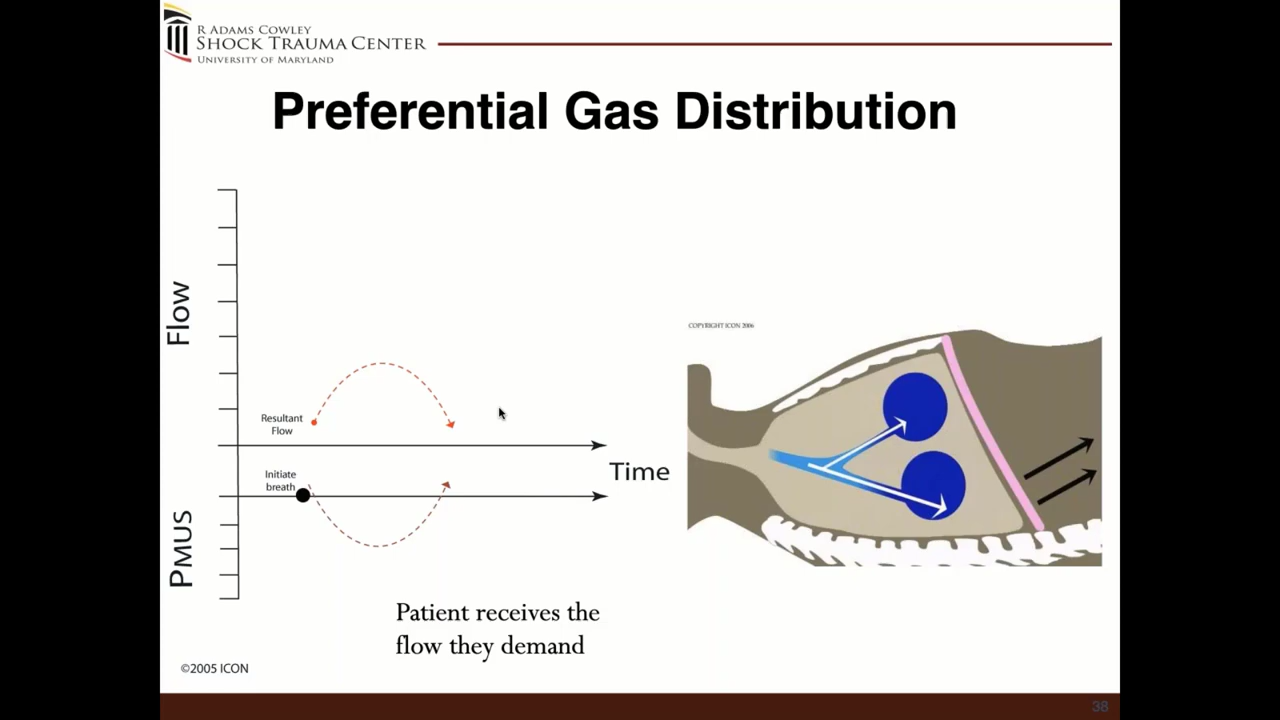 R ADAMS COWLEY
SHOCK TRAUMA CENTER
UNIVERSITY OF MARYLAND
Preferential Gas Distribution
Flow
Resultant
Flow
Initiate
breath
Time
PMUS
COPYRIGHT ICON 2006
Patient receives the
flow they demand
©2005 ICON
38